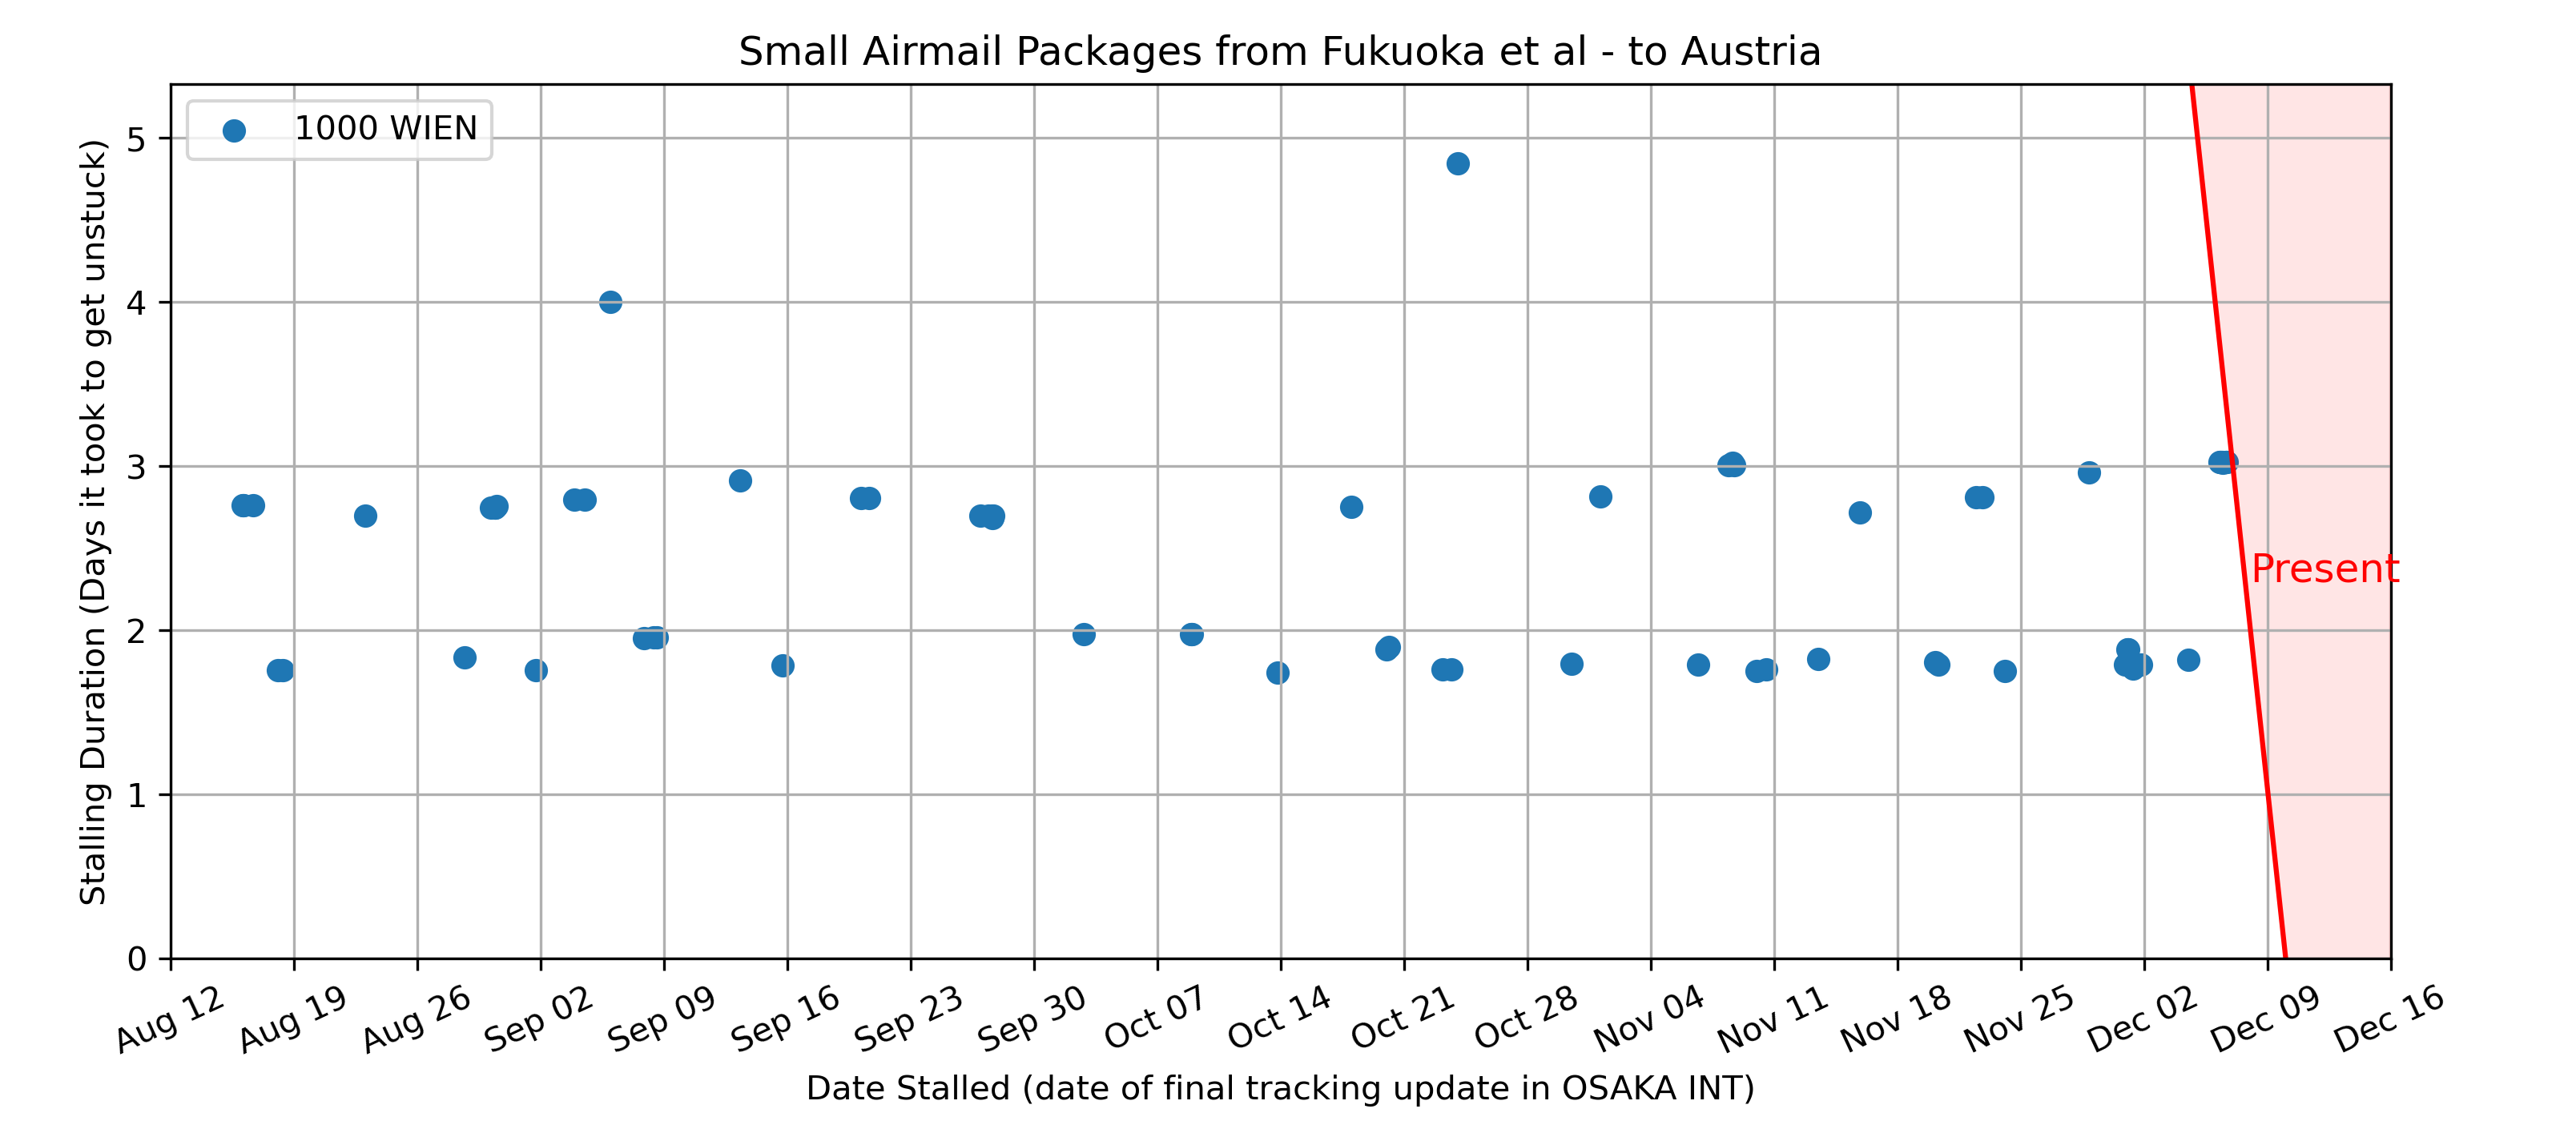 Small Airmail Packages from Fukuoka et al - to Austria
1000 WIEN
Stalling Duration (Days it took to get unstuck)
5
4
3
2
1
0
Present
Aug 12
Aug 19
Aug 26
Sep 02
Sep 09
Sep 16
Sep 23
Sep 30
Oct 07
Oct 14
Oct 21
Oct 28
Nov 04
Nov 11
Nov 18
Nov 25
Dec 02
Dec 09
Dec 16
Date Stalled (date of final tracking update in OSAKA INT)